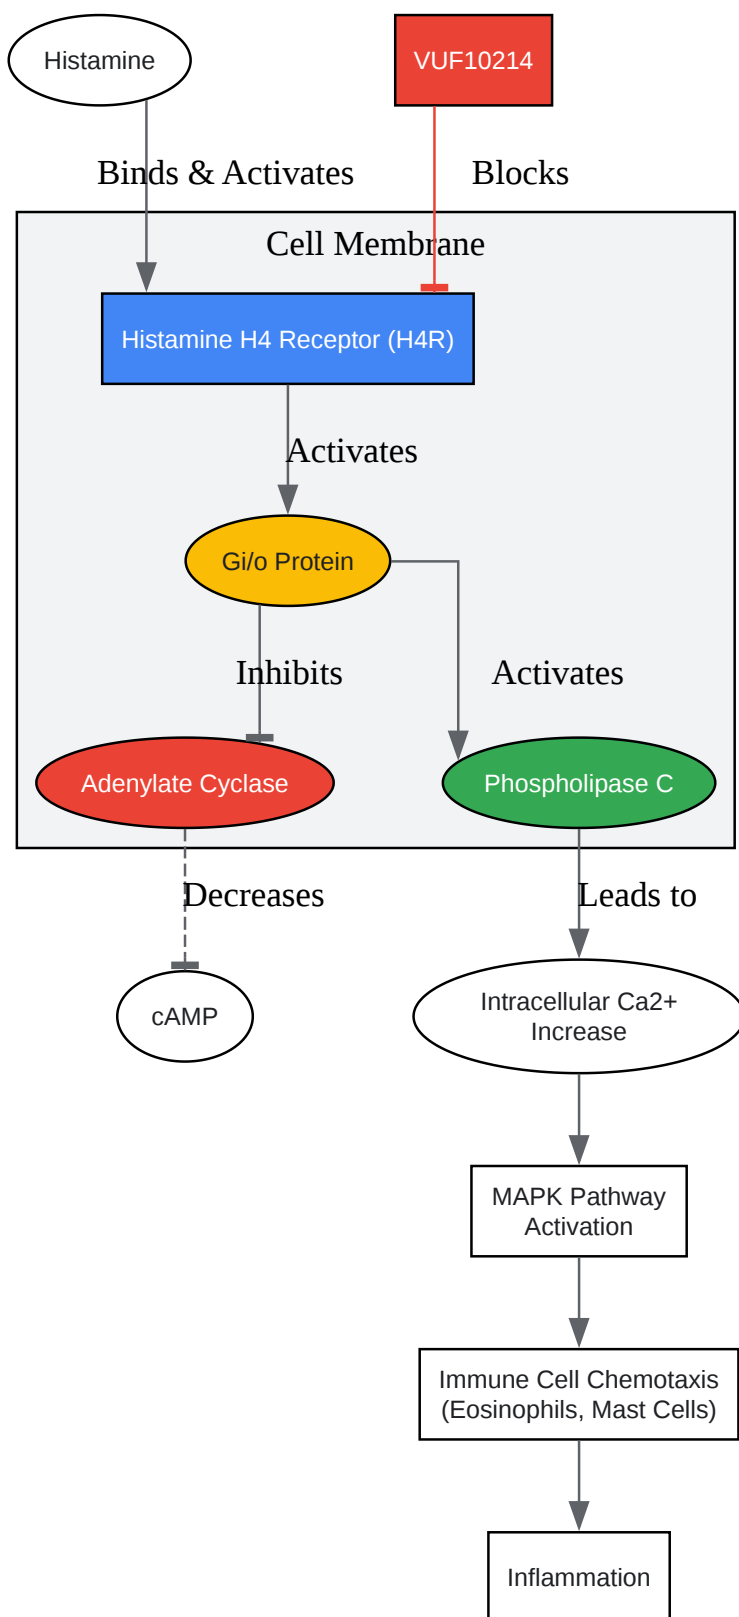 Histamine
VUF10214
Binds & Activates
Blocks
Cell Membrane
Histamine H4 Receptor (H4R)
Activates
Gi/o Protein
Inhibits
Activates
Adenylate Cyclase
Phospholipase C
Decreases
Leads to
cAMP
Intracellular Ca2+
Increase
MAPK Pathway
Activation
Immune Cell Chemotaxis
(Eosinophils, Mast Cells)
Inflammation